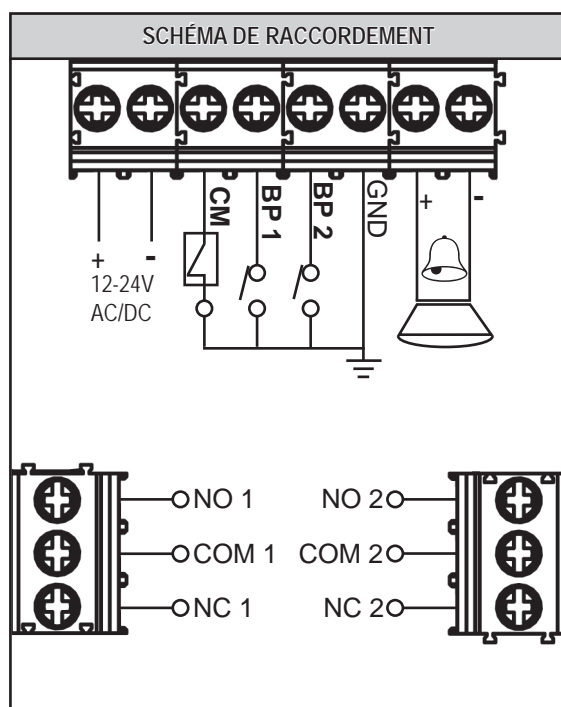 SCHÉMA DE RACCORDEMENT
+ -
12-24V
AC/DC
CM
BP 1
BP 2
GND
+ -
NO 1
COM 1
NC 1
NO 2
COM 2
NC 2